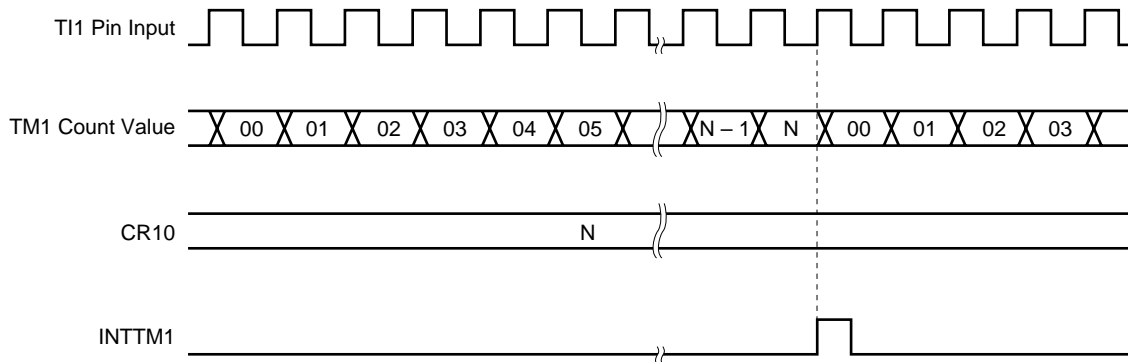 TI1 Pin Input
TM1 Count Value
00 01 02 03 04 05 N – 1 N 00 01 02 03
CR10
N
INTTM1